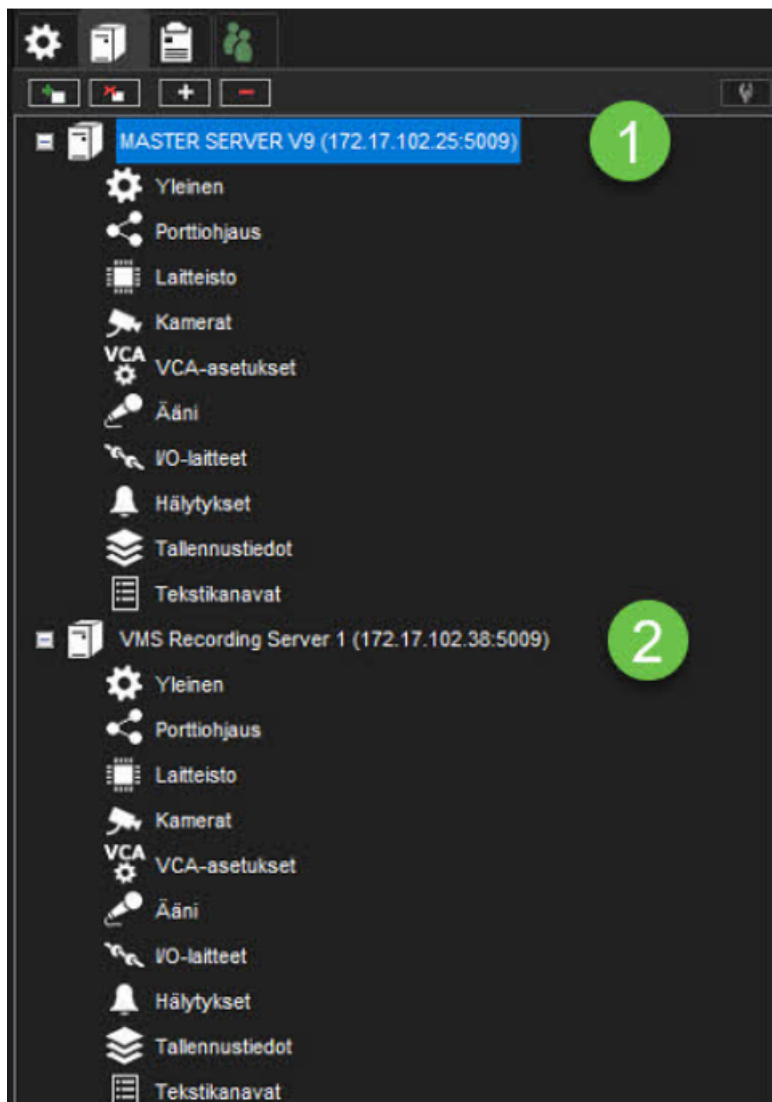 MASTER SERVER V9 (172.17.102.25:5009)
1
Yleinen
Porttiohjaus
Laitteisto
Kamerat
VCA
VCA-asetukset
Ääni
I/O-laitteet
Hälytykset
Tallennustiedot
Tekstikanavat
VMS Recording Server 1 (172.17.102.38:5009)
2
Yleinen
Porttiohjaus
Laitteisto
Kamerat
VCA
VCA-asetukset
Ääni
I/O-laitteet
Hälytykset
Tallennustiedot
Tekstikanavat